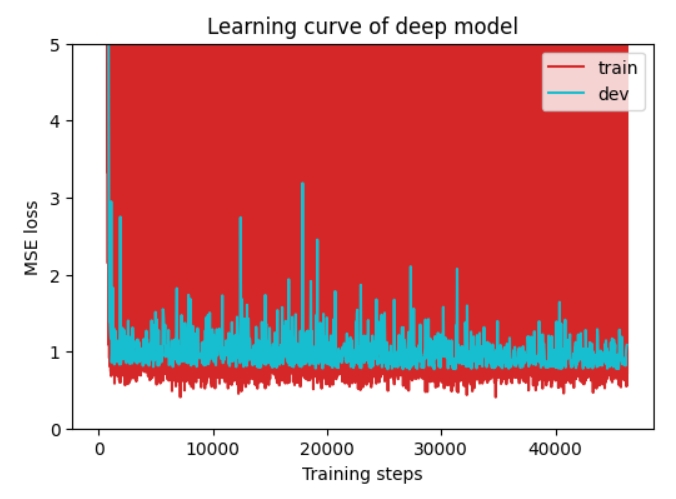 Learning curve of deep model
5
train
dev
4
3
MSE loss
2
1
0
0 10000 20000 30000 40000
Training steps